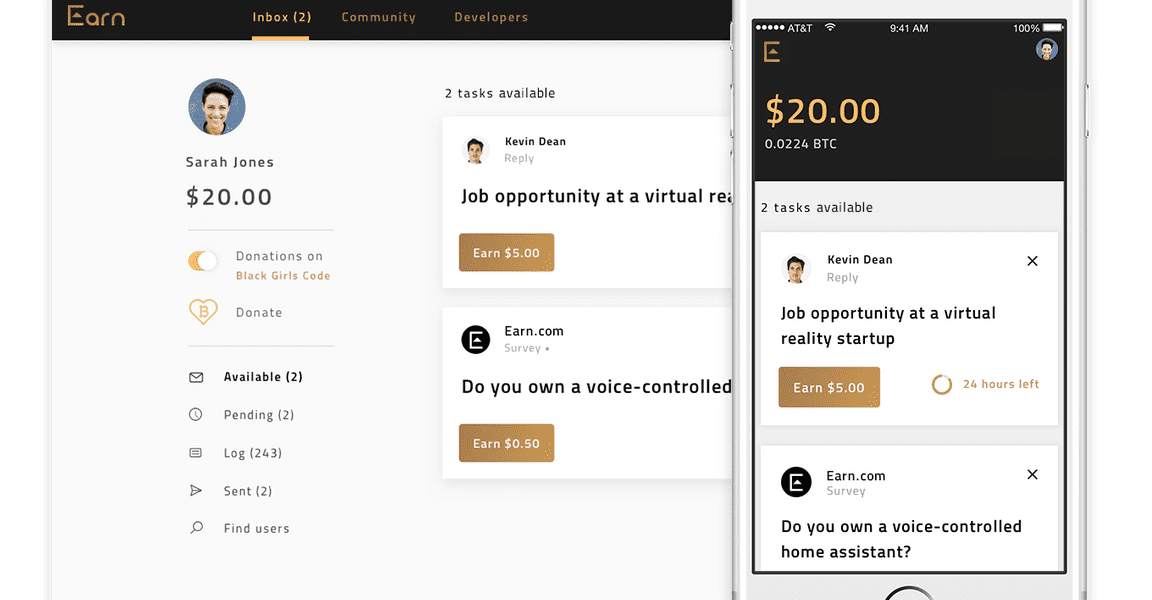 Earn
Inbox (2) Community Developers
Sarah Jones
$20.00
Donations on
Black Girls Code
Donate
Available (2)
Pending (2)
Log (243)
Sent (2)
Find users
2 tasks available
Kevin Dean
Reply
Job opportunity at a virtual rea
Earn $5.00
Earn.com
Survey •
Do you own a voice-controlled
Earn $0.50
AT&T 9:41 AM 100%
$20.00
0.0224 BTC
2 tasks available
Kevin Dean
Reply
Job opportunity at a virtual
reality startup
Earn $5.00 24 hours left
Earn.com
Survey
Do you own a voice-controlled
home assistant?